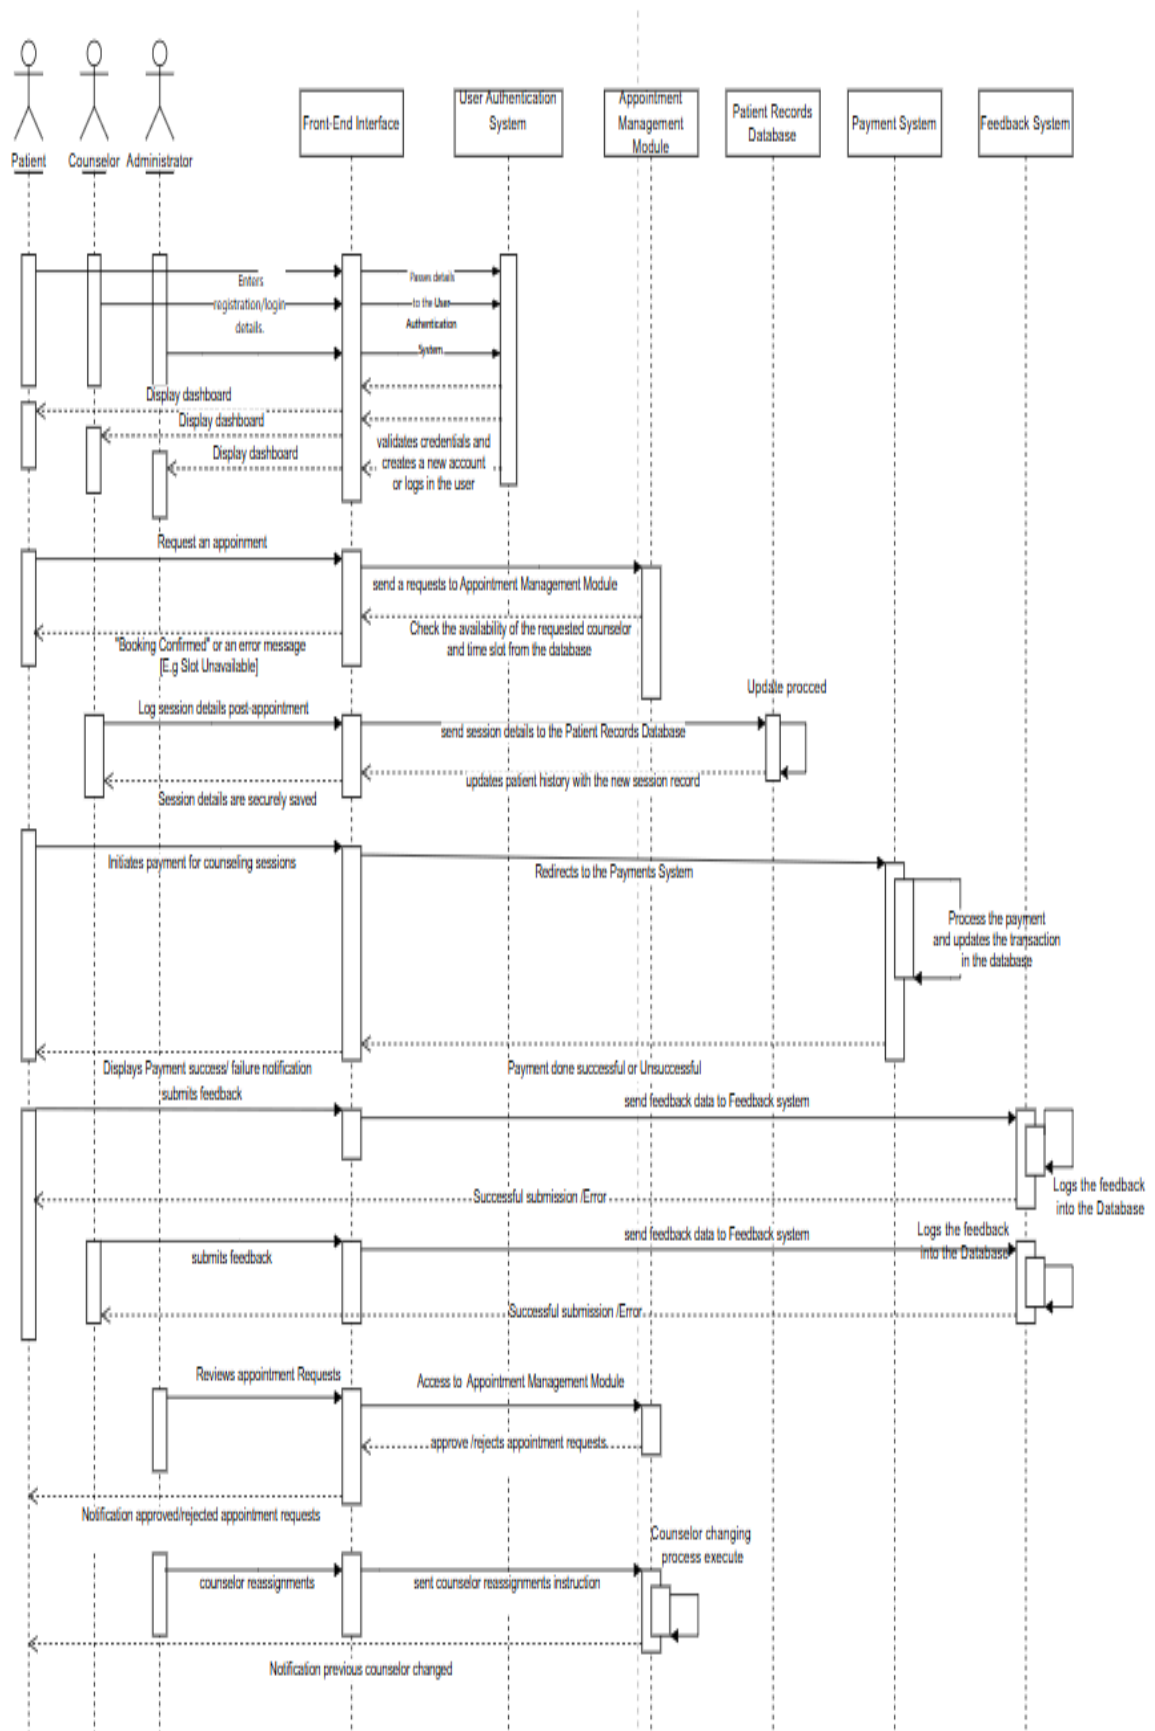 Patient
Counselor
Administrator
Front-End Interface
User Authentication
System
Appointment
Management
Module
Patient Records
Database
Payment System
Feedback System
Enters
registration/login
details.
Passes details
to the User
Authentication
System
Display dashboard
Display dashboard
Display dashboard
validates credentials and
creates a new account
or logs in the user
Request an appoinment
send a requests to Appointment Management Module
Check the availability of the requested counselor
and time slot from the database
"Booking Confirmed" or an error message
[E.g Slot Unavailable]
Update procced
Log session details post-appointment
send session details to the Patient Records Database
updates patient history with the new session record
Session details are securely saved
Initiates payment for counseling sessions
Redirects to the Payments System
Process the payment
and updates the transaction
in the database
Displays Payment success/ failure notification
Payment done successful or Unsuccessful
submits feedback
send feedback data to Feedback system
Logs the feedback
into the Database
Successful submission /Error
send feedback data to Feedback system
Logs the feedback
into the Database
submits feedback
Successful submission /Error
Reviews appointment Requests
Access to Appointment Management Module
approve /rejects appointment requests
Notification approved/rejected appointment requests
Counselor changing
process execute
counselor reassignments
sent counselor reassignments instruction
Notification previous counselor changed